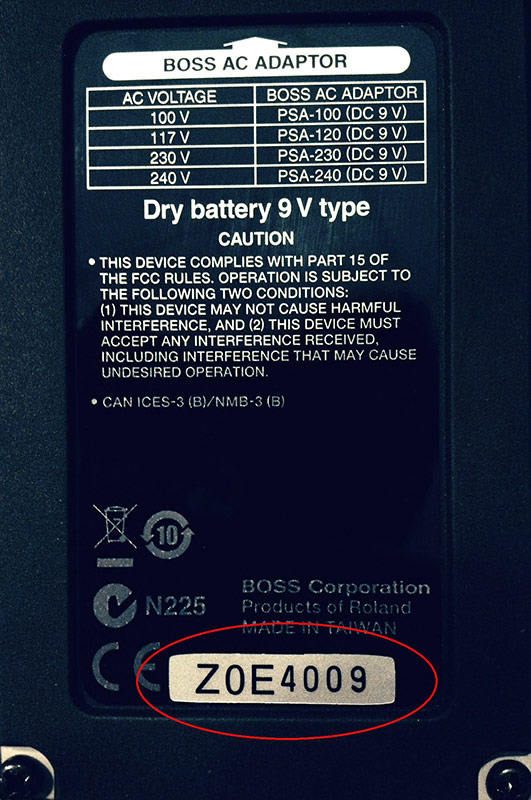 BOSS AC ADAPTOR
AC VOLTAGE BOSS AC ADAPTOR
100 V PSA-100 (DC 9 V)
117 V PSA-120 (DC 9 V)
230 V PSA-230 (DC 9 V)
240 V PSA-240 (DC 9 V)
Dry battery 9 V type
CAUTION
• THIS DEVICE COMPLIES WITH PART 15 OF
THE FCC RULES. OPERATION IS SUBJECT TO
THE FOLLOWING TWO CONDITIONS:
(1) THIS DEVICE MAY NOT CAUSE HARMFUL
INTERFERENCE, AND (2) THIS DEVICE MUST
ACCEPT ANY INTERFERENCE RECEIVED,
INCLUDING INTERFERENCE THAT MAY CAUSE
UNDESIRED OPERATION.
• CAN ICES-3 (B)/NMB-3 (B)
10
N225
BOSS Corporation
Products of Roland
MADE IN TAIWAN
CE
Z0E4009